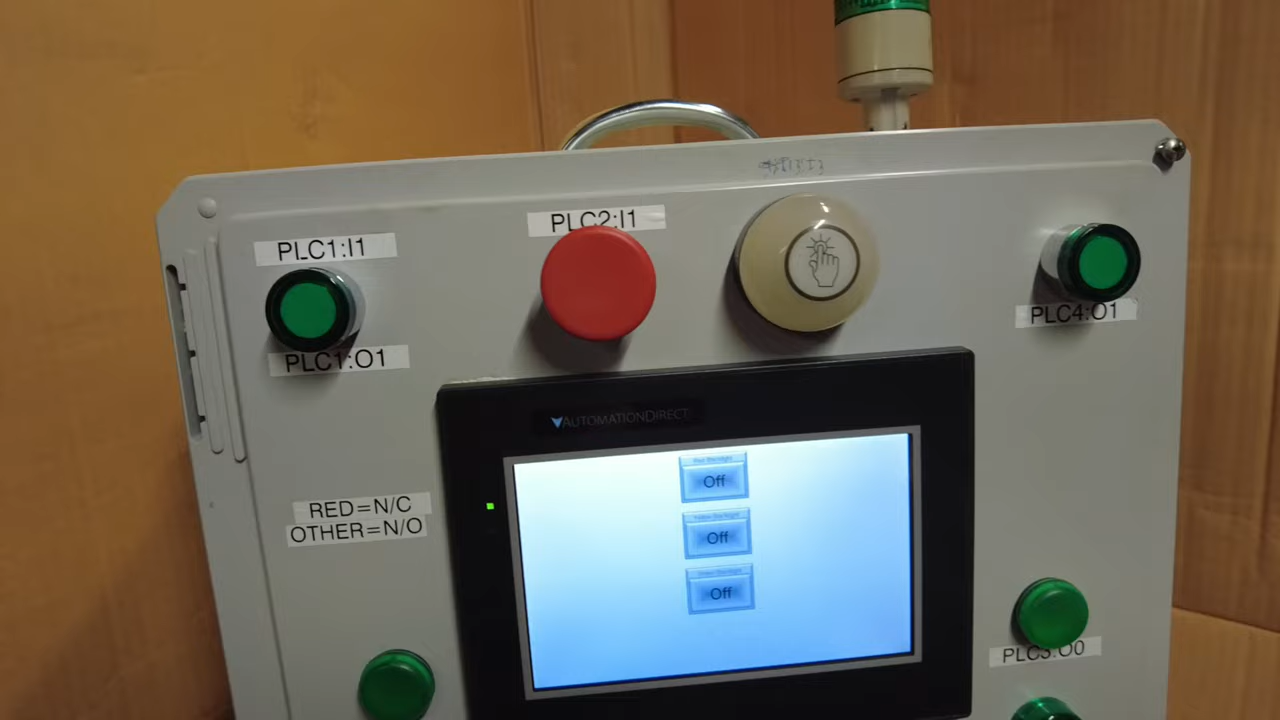 PLC2:I1
PLC1:I1
PLC4:O1
PLC1:O1
AUTOMATIONDIRECT
Off
RED=N/C
OTHER=N/O
Off
Off
PLC3:O0